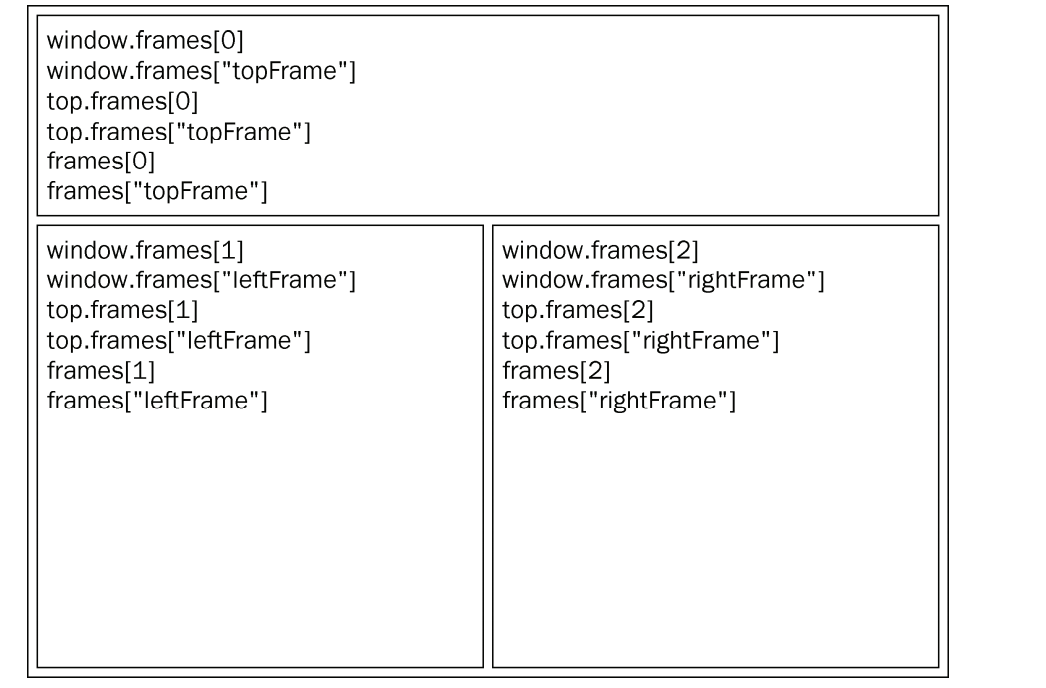 window.frames[0]
window.frames["topFrame"]
top.frames[0]
top.frames["topFrame"]
frames[0]
frames["topFrame"]
window.frames[1]
window.frames["leftFrame"]
top.frames[1]
top.frames["leftFrame"]
frames[1]
frames["leftFrame"]
window.frames[2]
window.frames["rightFrame"]
top.frames[2]
top.frames["rightFrame"]
frames[2]
frames["rightFrame"]